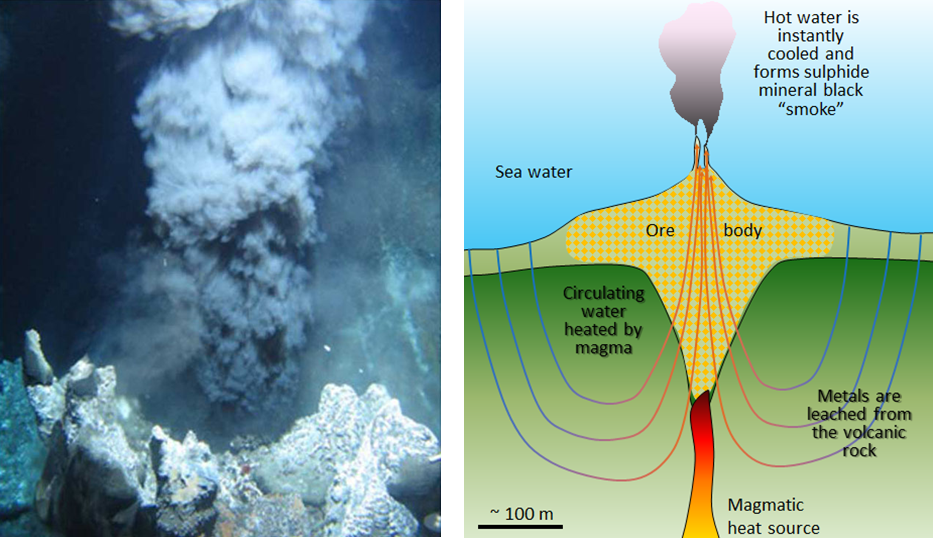 Hot water is
instantly
cooled and
forms sulphide
mineral black
“smoke”
Sea water
Ore body
Circulating
water
heated by
magma
Metals are
leached from
the volcanic
rock
Magmatic
heat source
~ 100 m